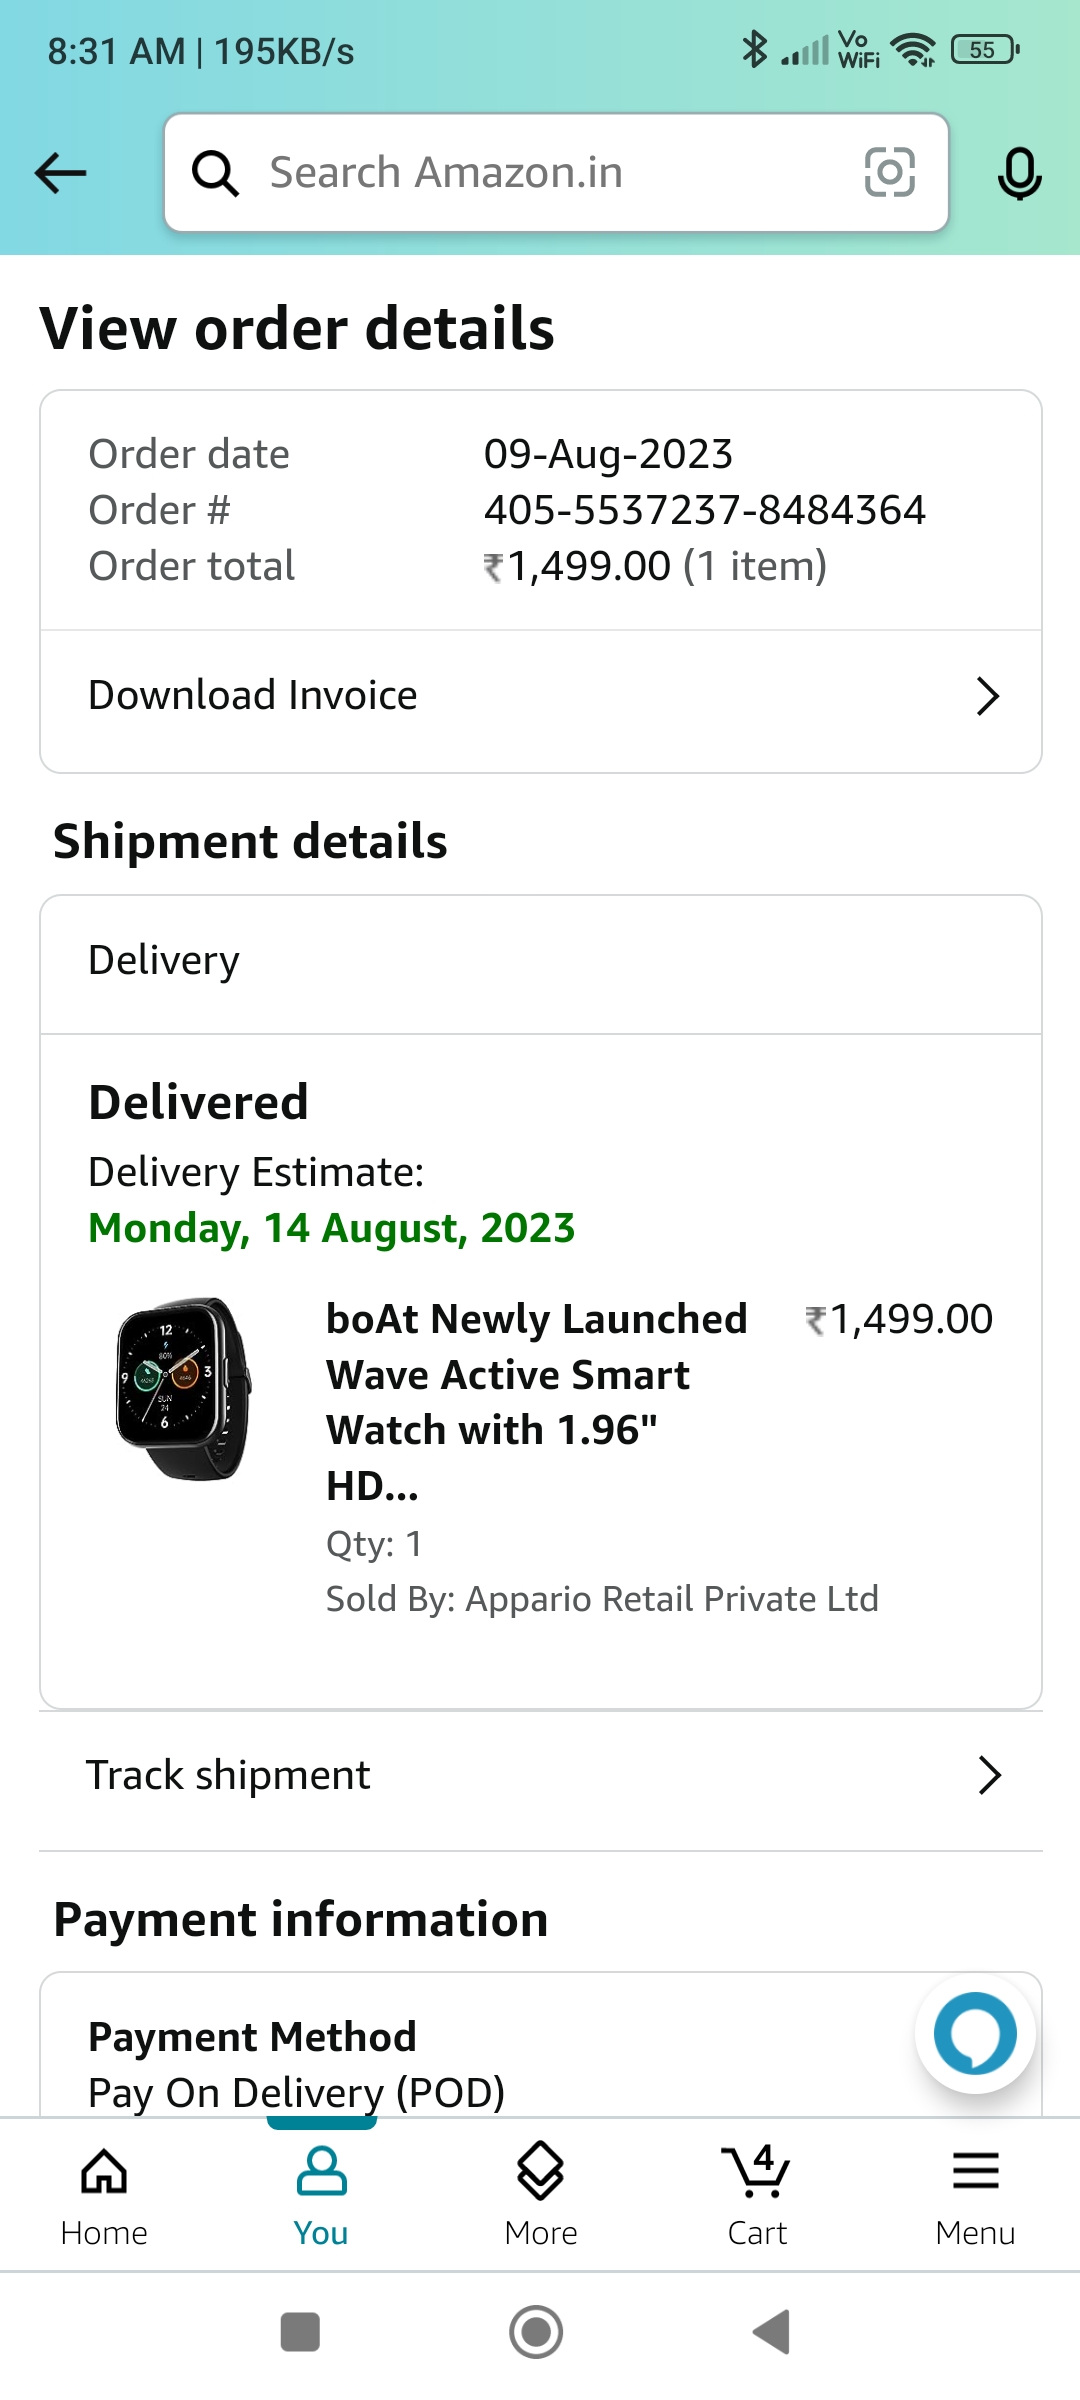 8:31 AM | 195KB/s
Vo
WiFi
55
Search Amazon.in
View order details
Order date 09-Aug-2023
Order # 405-5537237-8484364
Order total ₹1,499.00 (1 item)
Download Invoice
Shipment details
Delivery
Delivered
Delivery Estimate:
Monday, 14 August, 2023
boAt Newly Launched ₹1,499.00
Wave Active Smart
Watch with 1.96"
HD...
Qty: 1
Sold By: Appario Retail Private Ltd
12
80%
9 3
SUN
24
6
Track shipment
Payment information
Payment Method
Pay On Delivery (POD)
4
Home You More Cart Menu